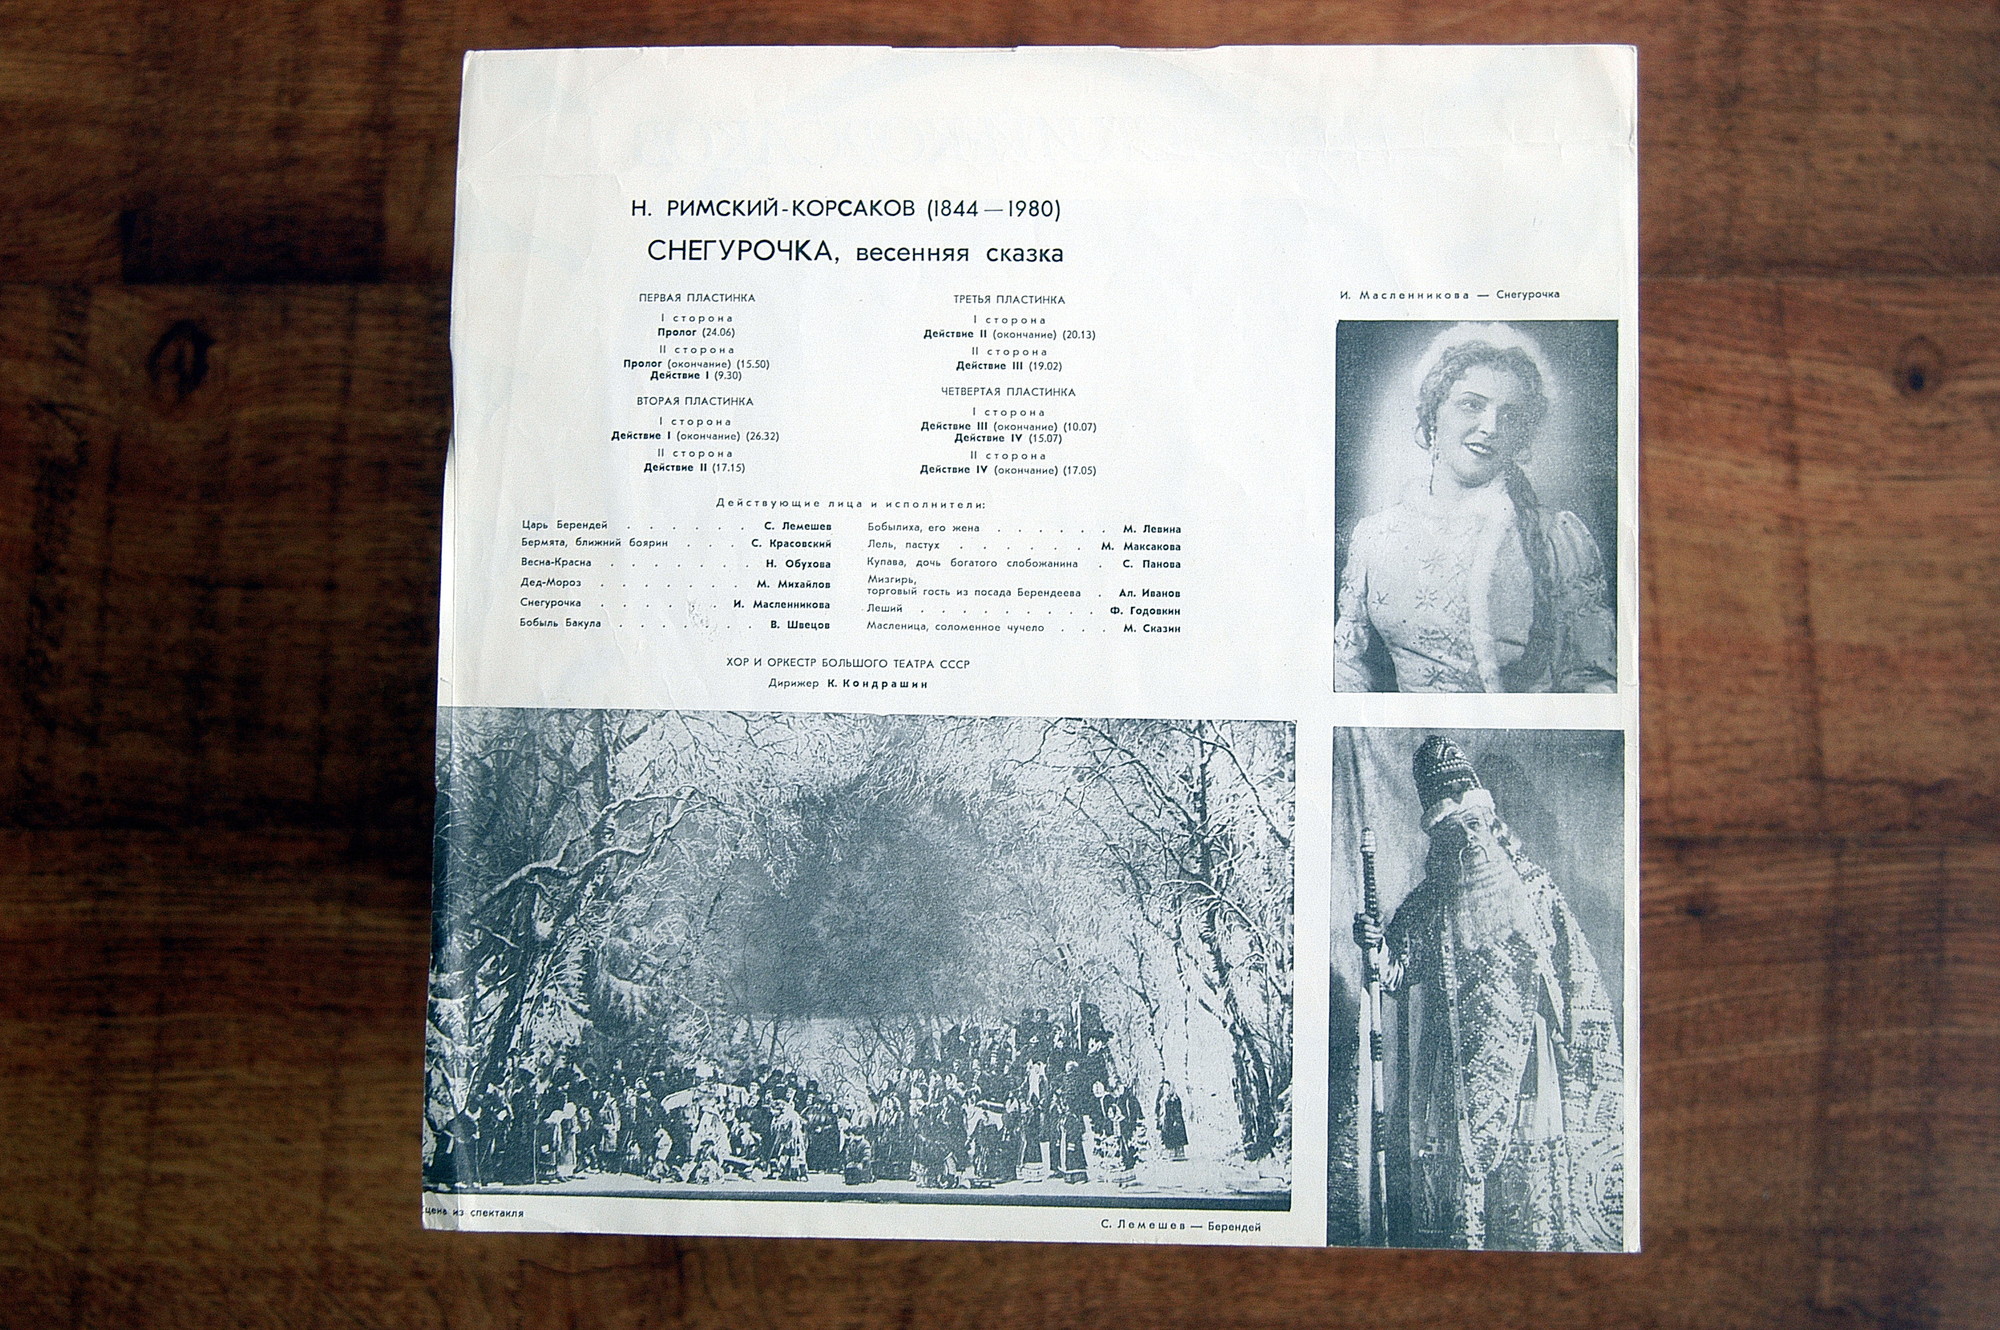 Н. РИМСКИЙ-КОРСАКОВ (1844 — 1980)
СНЕГУРОЧКА, весенняя сказка
ПЕРВАЯ ПЛАСТИНКА
I сторона
Пролог (24.06)
II сторона
Пролог (окончание) (15.50)
Действие I (9.30)
ВТОРАЯ ПЛАСТИНКА
I сторона
Действие I (окончание) (26.32)
II сторона
Действие II (17.15)
ТРЕТЬЯ ПЛАСТИНКА
I сторона
Действие II (окончание) (20.13)
II сторона
Действие III (19.02)
ЧЕТВЕРТАЯ ПЛАСТИНКА
I сторона
Действие III (окончание) (10.07)
Действие IV (15.07)
II сторона
Действие IV (окончание) (17.05)
Действующие лица и исполнители:
Царь Берендей . . . . . . . С. Лемешев
Бермята, ближний боярин . . . С. Красовский
Весна-Красна . . . . . . . Н. Обухова
Дед-Мороз . . . . . . . М. Михайлов
Снегурочка . . . . . . И. Масленникова
Бобыль Бакула . . . . . . . В. Швецов
Бобылиха, его жена . . . . . . М. Левина
Лель, пастух . . . . . . М. Максакова
Купава, дочь богатого слобожанина . С. Панова
Мизгирь,
торговый гость из посада Берендеева . Ал. Иванов
Леший . . . . . . . . . Ф. Годовкин
Масленица, соломенное чучело . . . М. Сказин
ХОР И ОРКЕСТР БОЛЬШОГО ТЕАТРА СССР
Дирижер К. Кондрашин
И. Масленникова — Снегурочка
цена из спектакля
С. Лемешев — Берендей